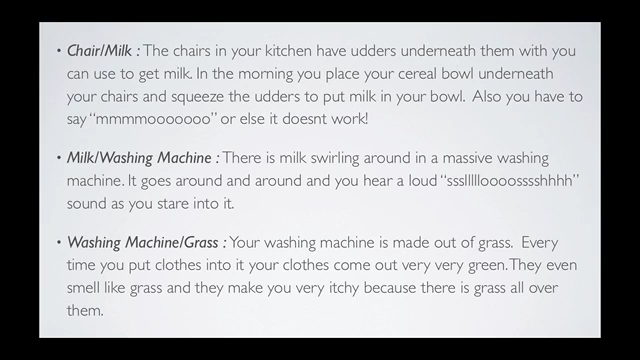 • Chair/Milk : The chairs in your kitchen have udders underneath them with you
can use to get milk. In the morning you place your cereal bowl underneath
your chairs and squeeze the udders to put milk in your bowl. Also you have to
say “mmmmooooooo” or else it doesnt work!
• Milk/Washing Machine : There is milk swirling around in a massive washing
machine. It goes around and around and you hear a loud “ssslllllloooosssshhhh”
sound as you stare into it.
• Washing Machine/Grass : Your washing machine is made out of grass. Every
time you put clothes into it your clothes come out very very green. They even
smell like grass and they make you very itchy because there is grass all over
them.